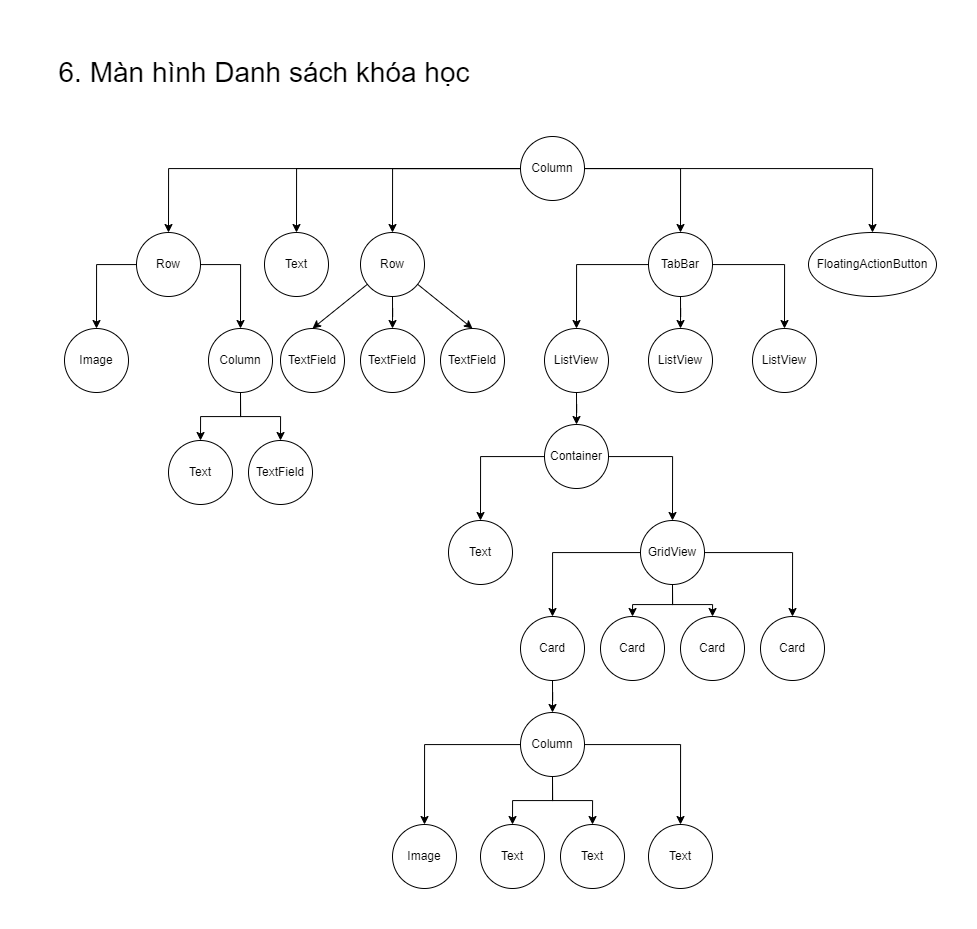 6. Màn hình Danh sách khóa học
Column
Row
Text
Row
TabBar
FloatingActionButton
Image
Column
TextField
TextField
TextField
ListView
ListView
ListView
Text
TextField
Container
Text
GridView
Card
Card
Card
Card
Column
Image
Text
Text
Text